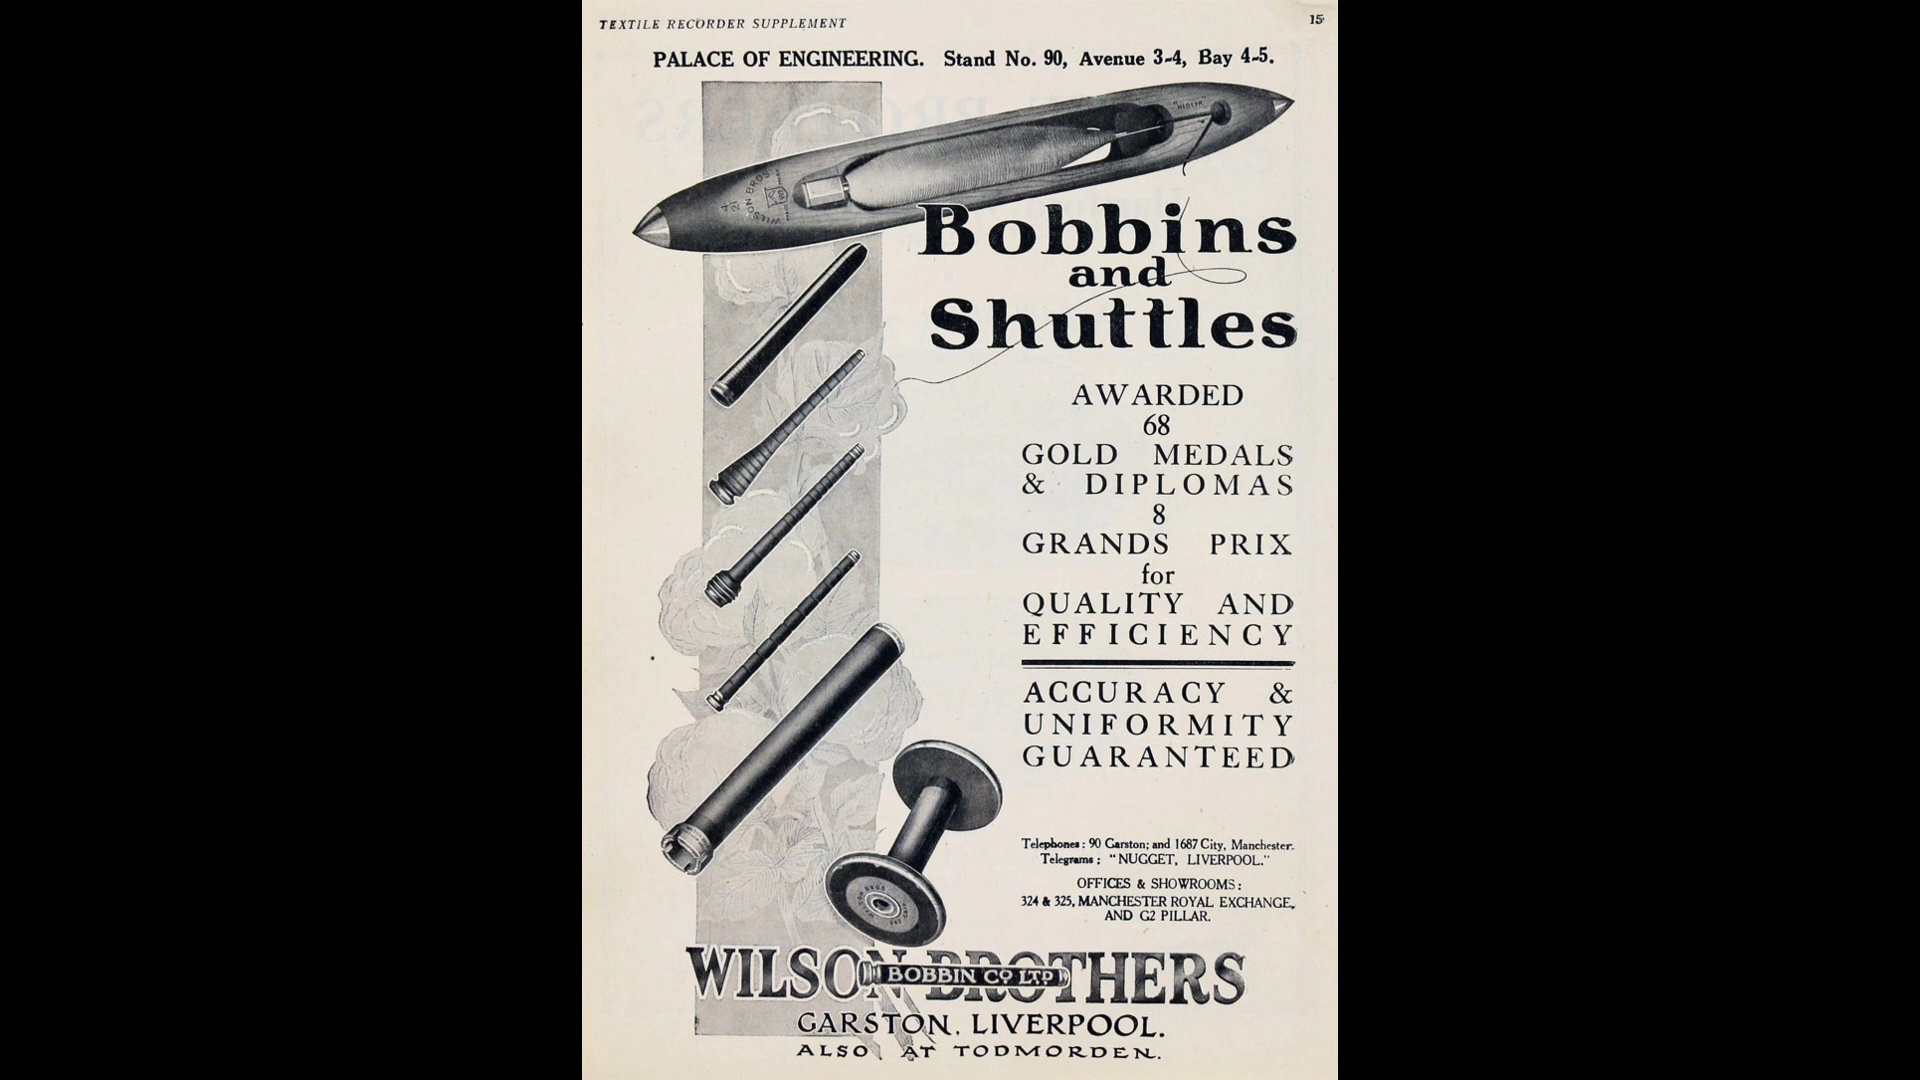 TEXTILE RECORDER SUPPLEMENT
15
PALACE OF ENGINEERING. Stand No. 90, Avenue 3-4, Bay 4-5.
WILSON BROS
Bobbins
and
Shuttles
AWARDED
68
GOLD MEDALS
& DIPLOMAS
8
GRANDS PRIX
for
QUALITY AND
EFFICIENCY
ACCURACY &
UNIFORMITY
GUARANTEED
Telephones: 90 Garston; and 1687 City, Manchester.
Telegrams: "NUGGET, LIVERPOOL."
OFFICES & SHOWROOMS:
324 & 325, MANCHESTER ROYAL EXCHANGE,
AND G2 PILLAR.
WILSON BROTHERS
BOBBIN CO LTD
GARSTON, LIVERPOOL.
ALSO AT TODMORDEN.